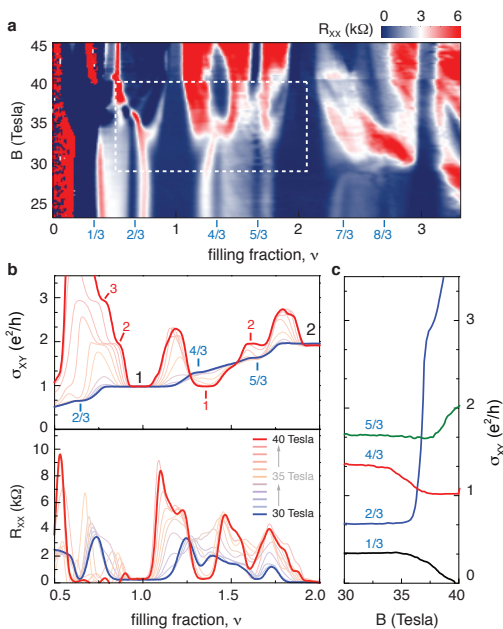 a
R_XX (kΩ)
0 3 6
B (Tesla)
45
40
35
30
25
0 1 2 3
1/3 2/3 4/3 5/3 7/3 8/3
filling fraction, ν
b
c
σ_XY (e²/h)
3
2
1
0
3
2
2/3
1
4/3
1
2
5/3
2
R_XX (kΩ)
10
8
6
4
2
0
40 Tesla
35 Tesla
30 Tesla
0.5 1.0 1.5 2.0
filling fraction, ν
5/3
4/3
2/3
1/3
3
2
1
0
σ_XY (e²/h)
30 35 40
B (Tesla)